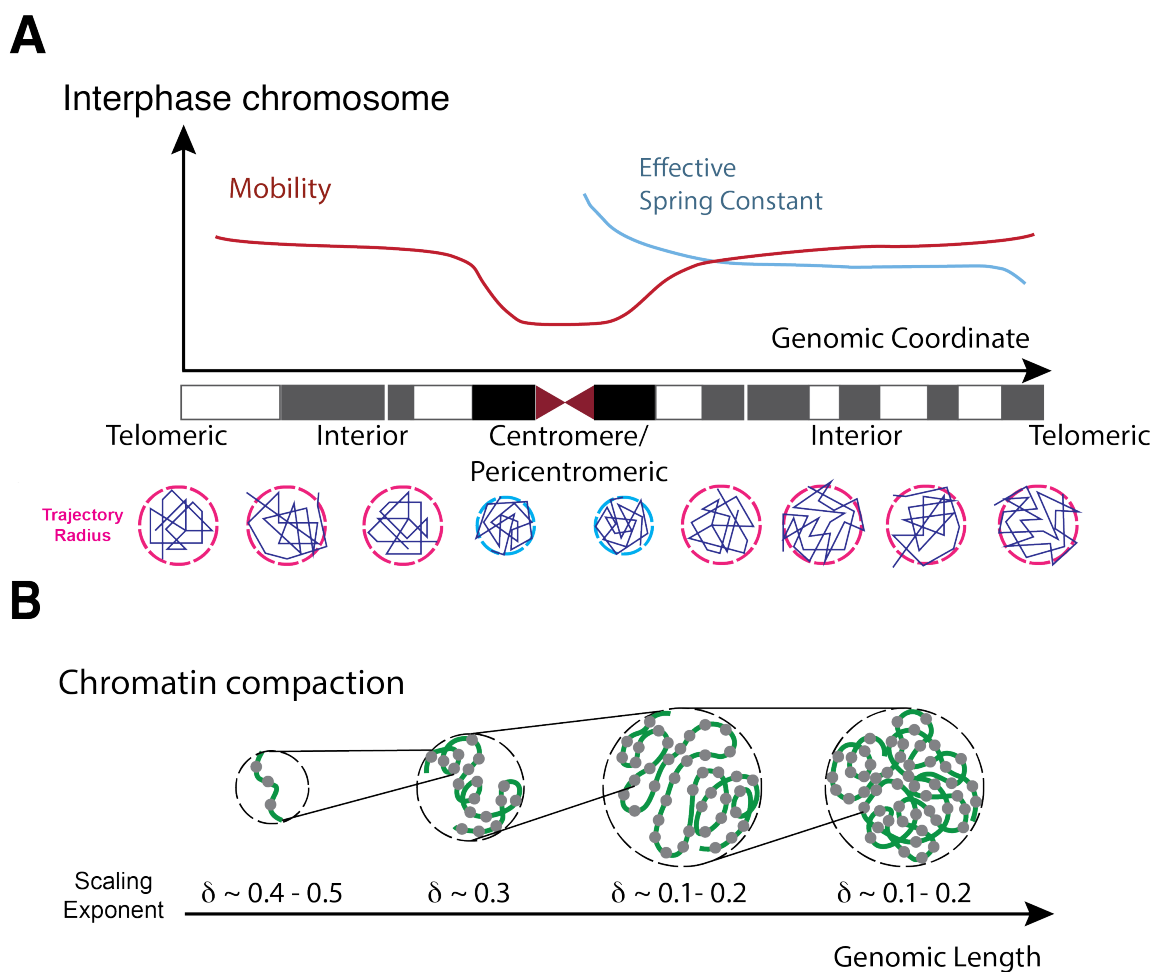 A
Interphase chromosome
Mobility
Effective
Spring Constant
Genomic Coordinate
Telomeric
Interior
Centromere/
Pericentromeric
Interior
Telomeric
Trajectory
Radius
B
Chromatin compaction
Scaling
Exponent
δ ~ 0.4 - 0.5
δ ~ 0.3
δ ~ 0.1- 0.2
δ ~ 0.1- 0.2
Genomic Length